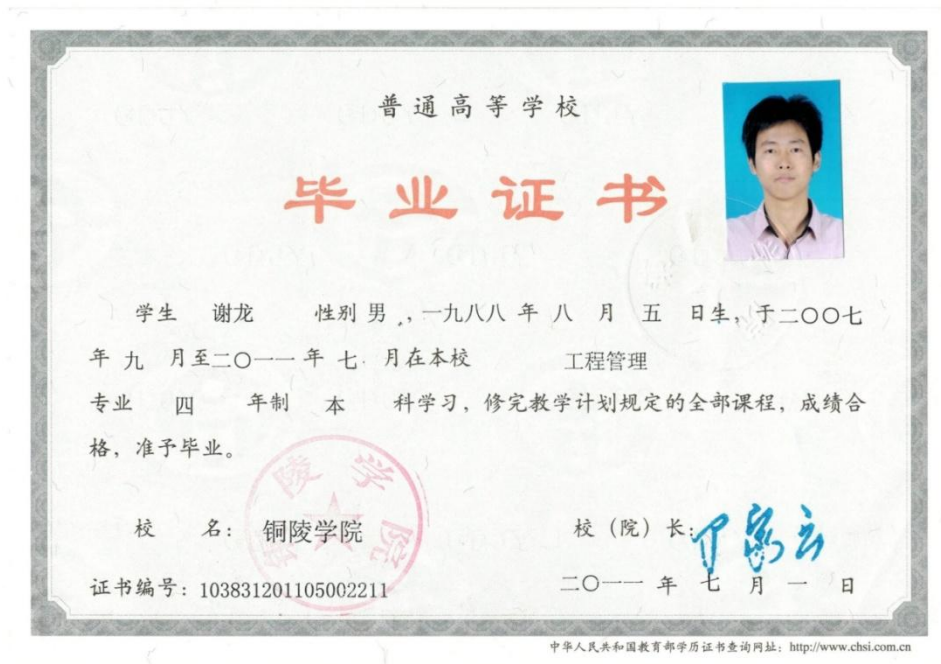 普通高等学校
毕业证书
学生 谢龙 性别 男 ,一九八八 年 八 月 五 日生，于二〇〇七
年 九 月至二〇一一 年 七 月在本校 工程管理
专业 四 年制 本 科学习，修完教学计划规定的全部课程，成绩合
格，准予毕业。
校 名： 铜陵学院
校（院）长：
证书编号：103831201105002211
二〇一一 年 七 月 一 日
铜陵学院
中华人民共和国教育部学历证书查询网址：http://www.chsi.com.cn